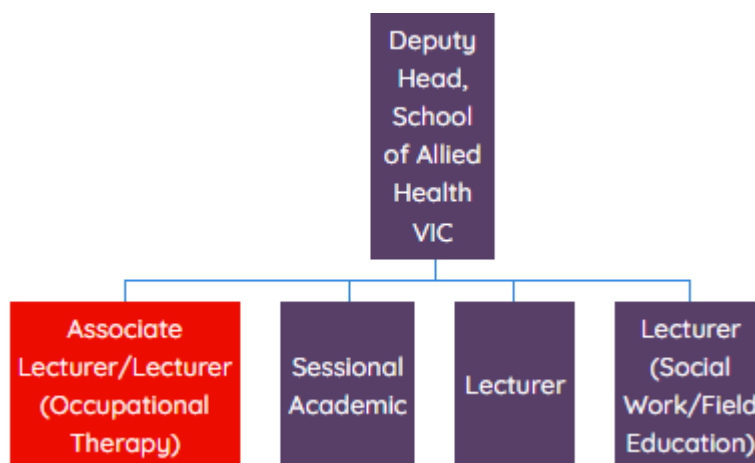 Deputy
Head,
School
of Allied
Health
VIC
Associate
Lecturer/Lecturer
(Occupational
Therapy)
Sessional
Academic
Lecturer
Lecturer
(Social
Work/Field
Education)